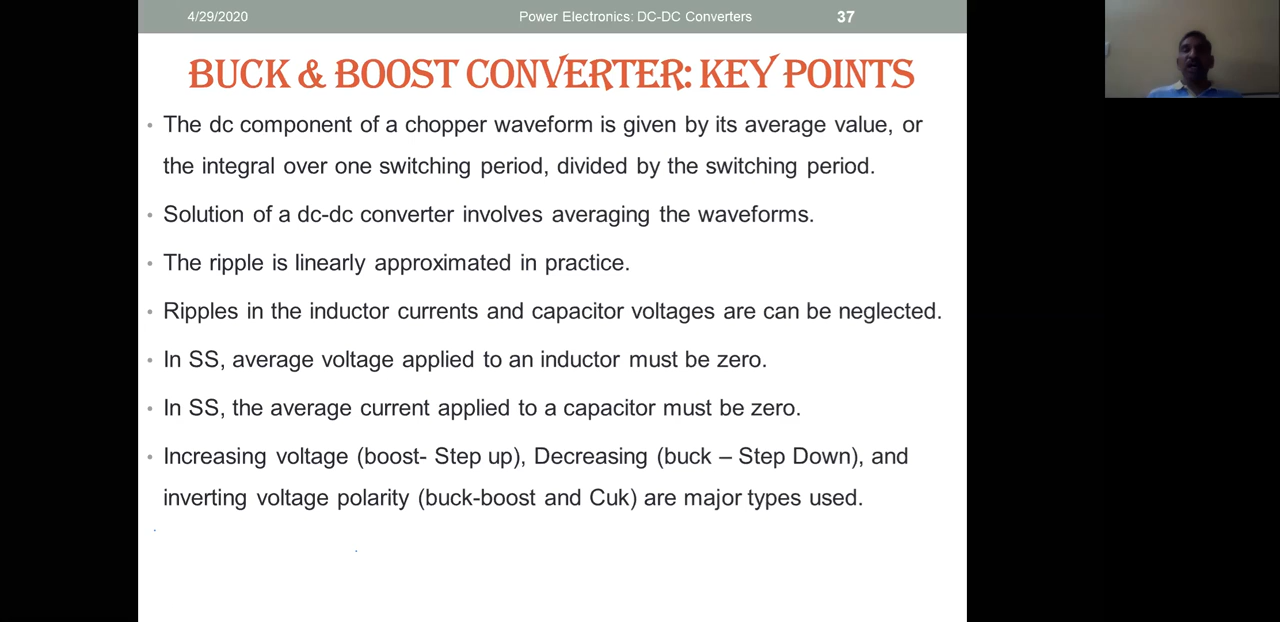 4/29/2020 Power Electronics: DC-DC Converters 37
BUCK & BOOST CONVERTER: KEY POINTS
• The dc component of a chopper waveform is given by its average value, or
the integral over one switching period, divided by the switching period.
• Solution of a dc-dc converter involves averaging the waveforms.
• The ripple is linearly approximated in practice.
• Ripples in the inductor currents and capacitor voltages are can be neglected.
• In SS, average voltage applied to an inductor must be zero.
• In SS, the average current applied to a capacitor must be zero.
• Increasing voltage (boost- Step up), Decreasing (buck – Step Down), and
inverting voltage polarity (buck-boost and Cuk) are major types used.